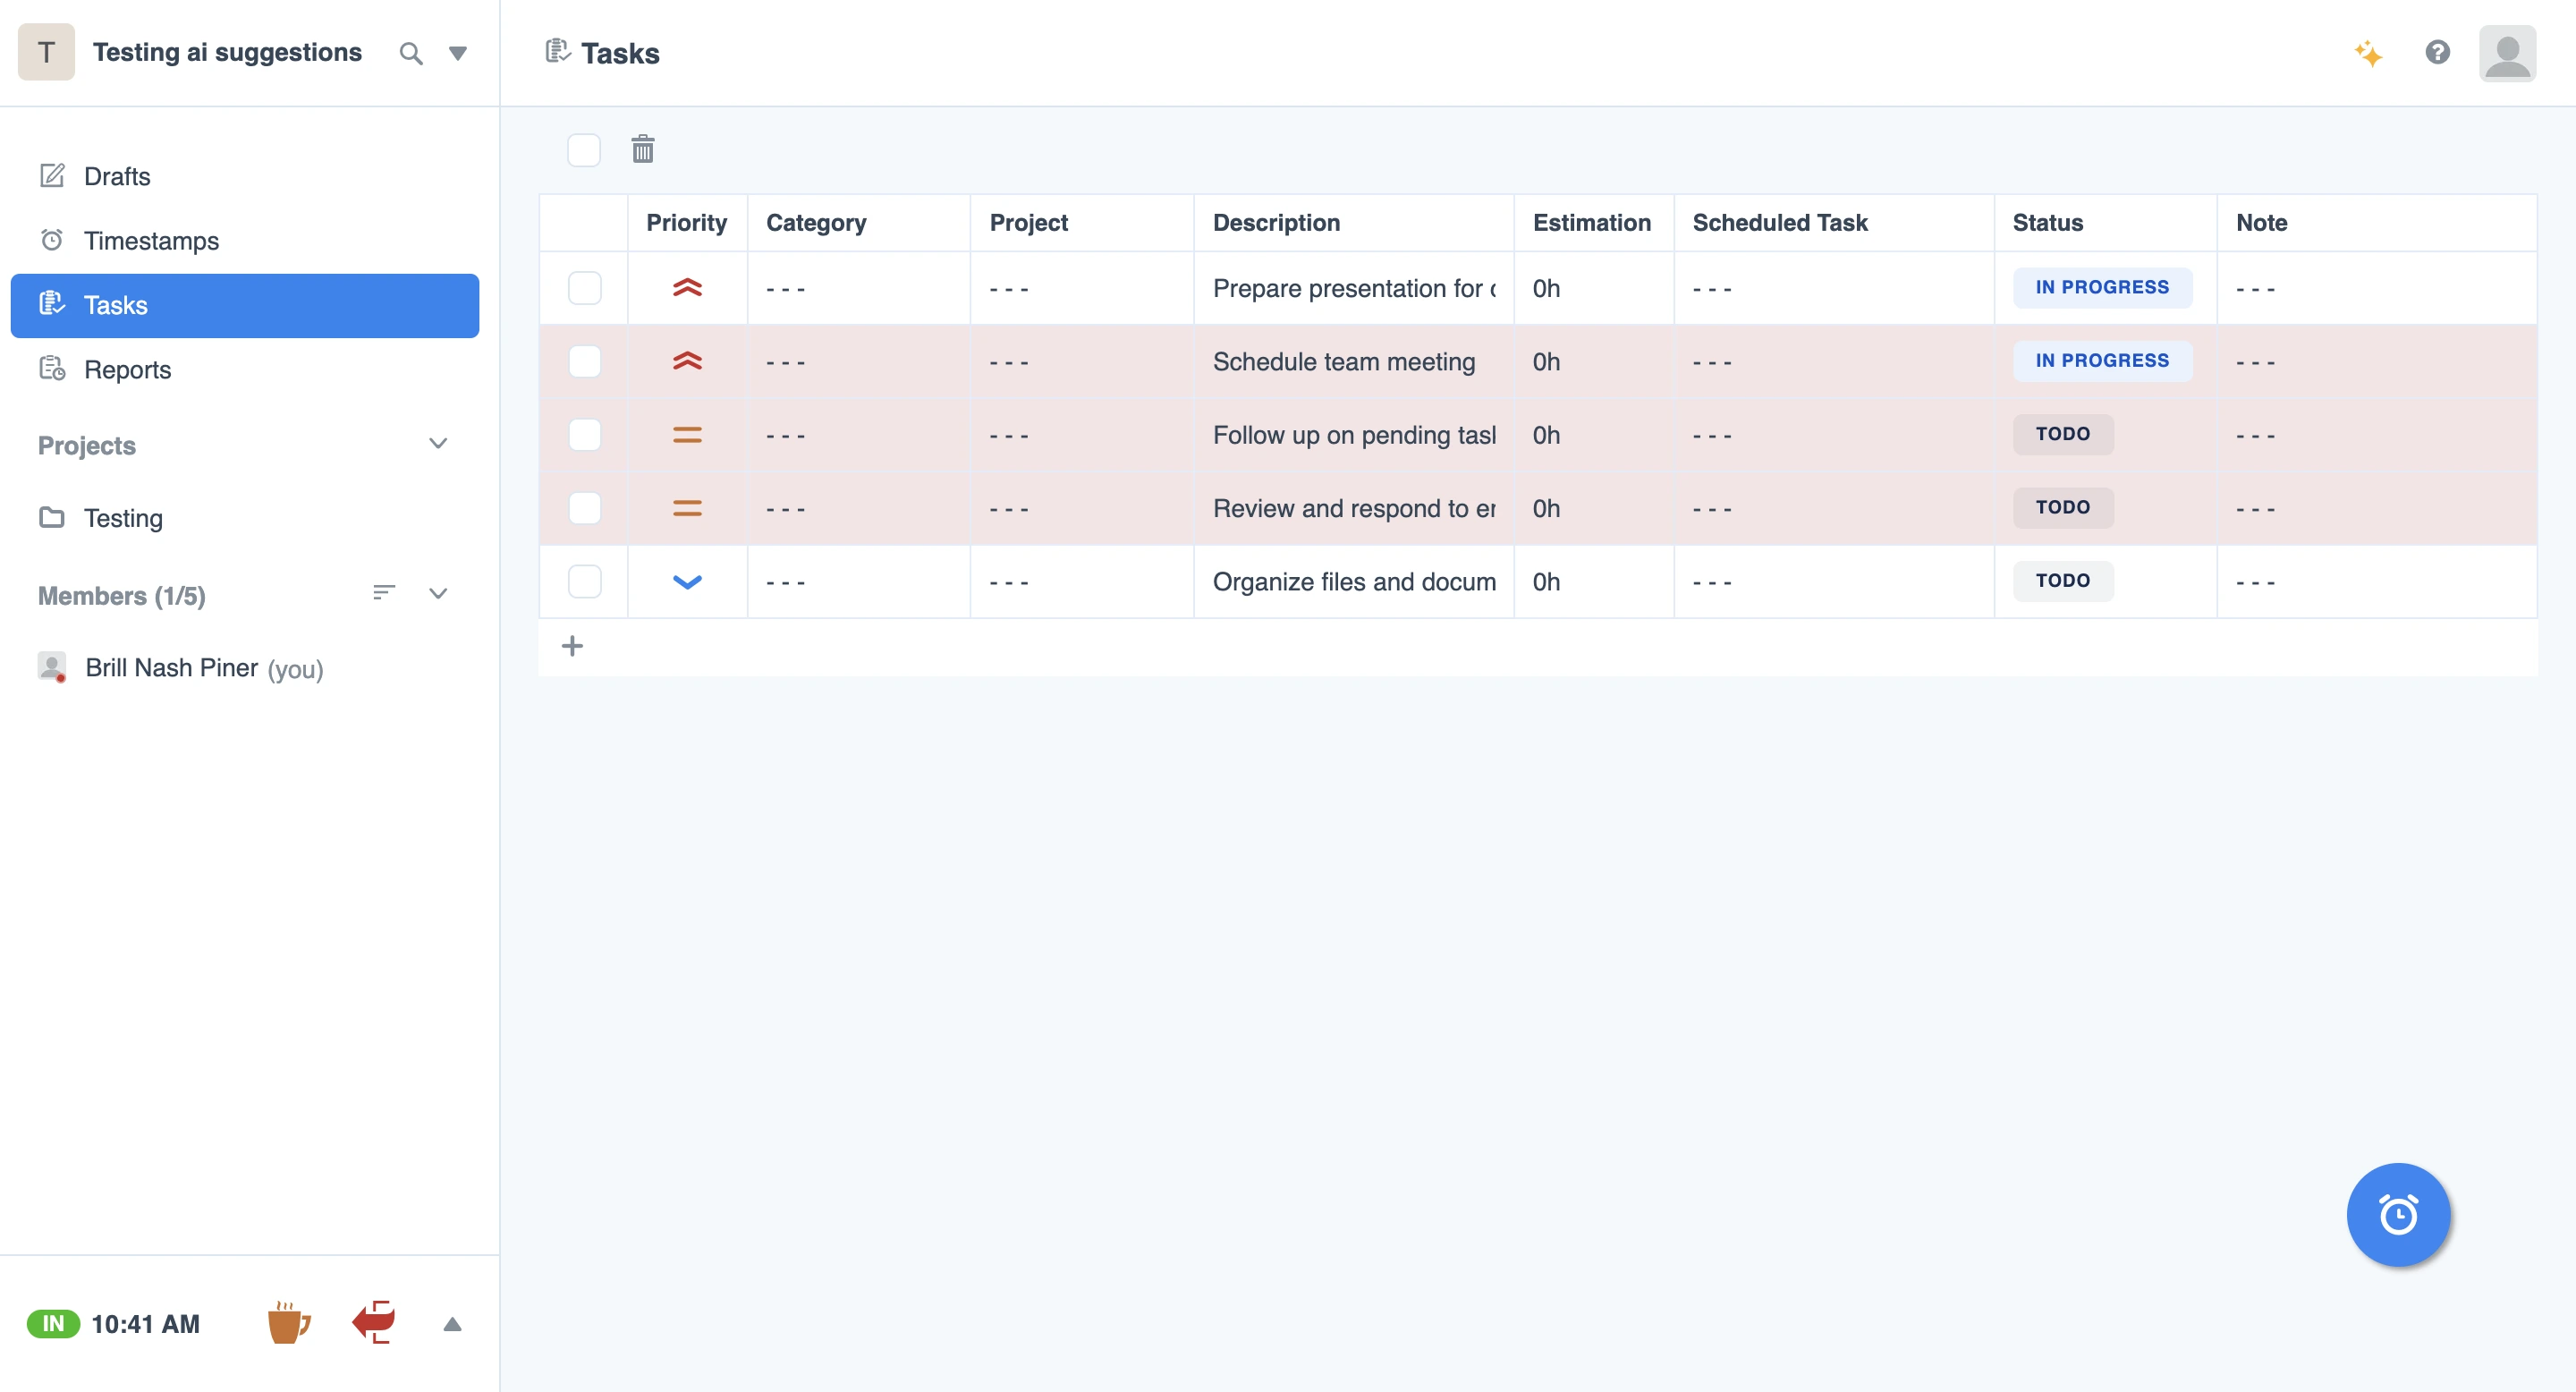 T Testing ai suggestions
Tasks
Drafts
Timestamps
Tasks
Reports
Projects
Testing
Members (1/5)
Brill Nash Piner (you)
IN 10:41 AM
Priority Category Project Description Estimation Scheduled Task Status Note
--- --- Prepare presentation for 0h --- IN PROGRESS ---
--- --- Schedule team meeting 0h --- IN PROGRESS ---
--- --- Follow up on pending 0h --- TODO ---
--- --- Review and respond to 0h --- TODO ---
--- --- Organize files and docum 0h --- TODO ---